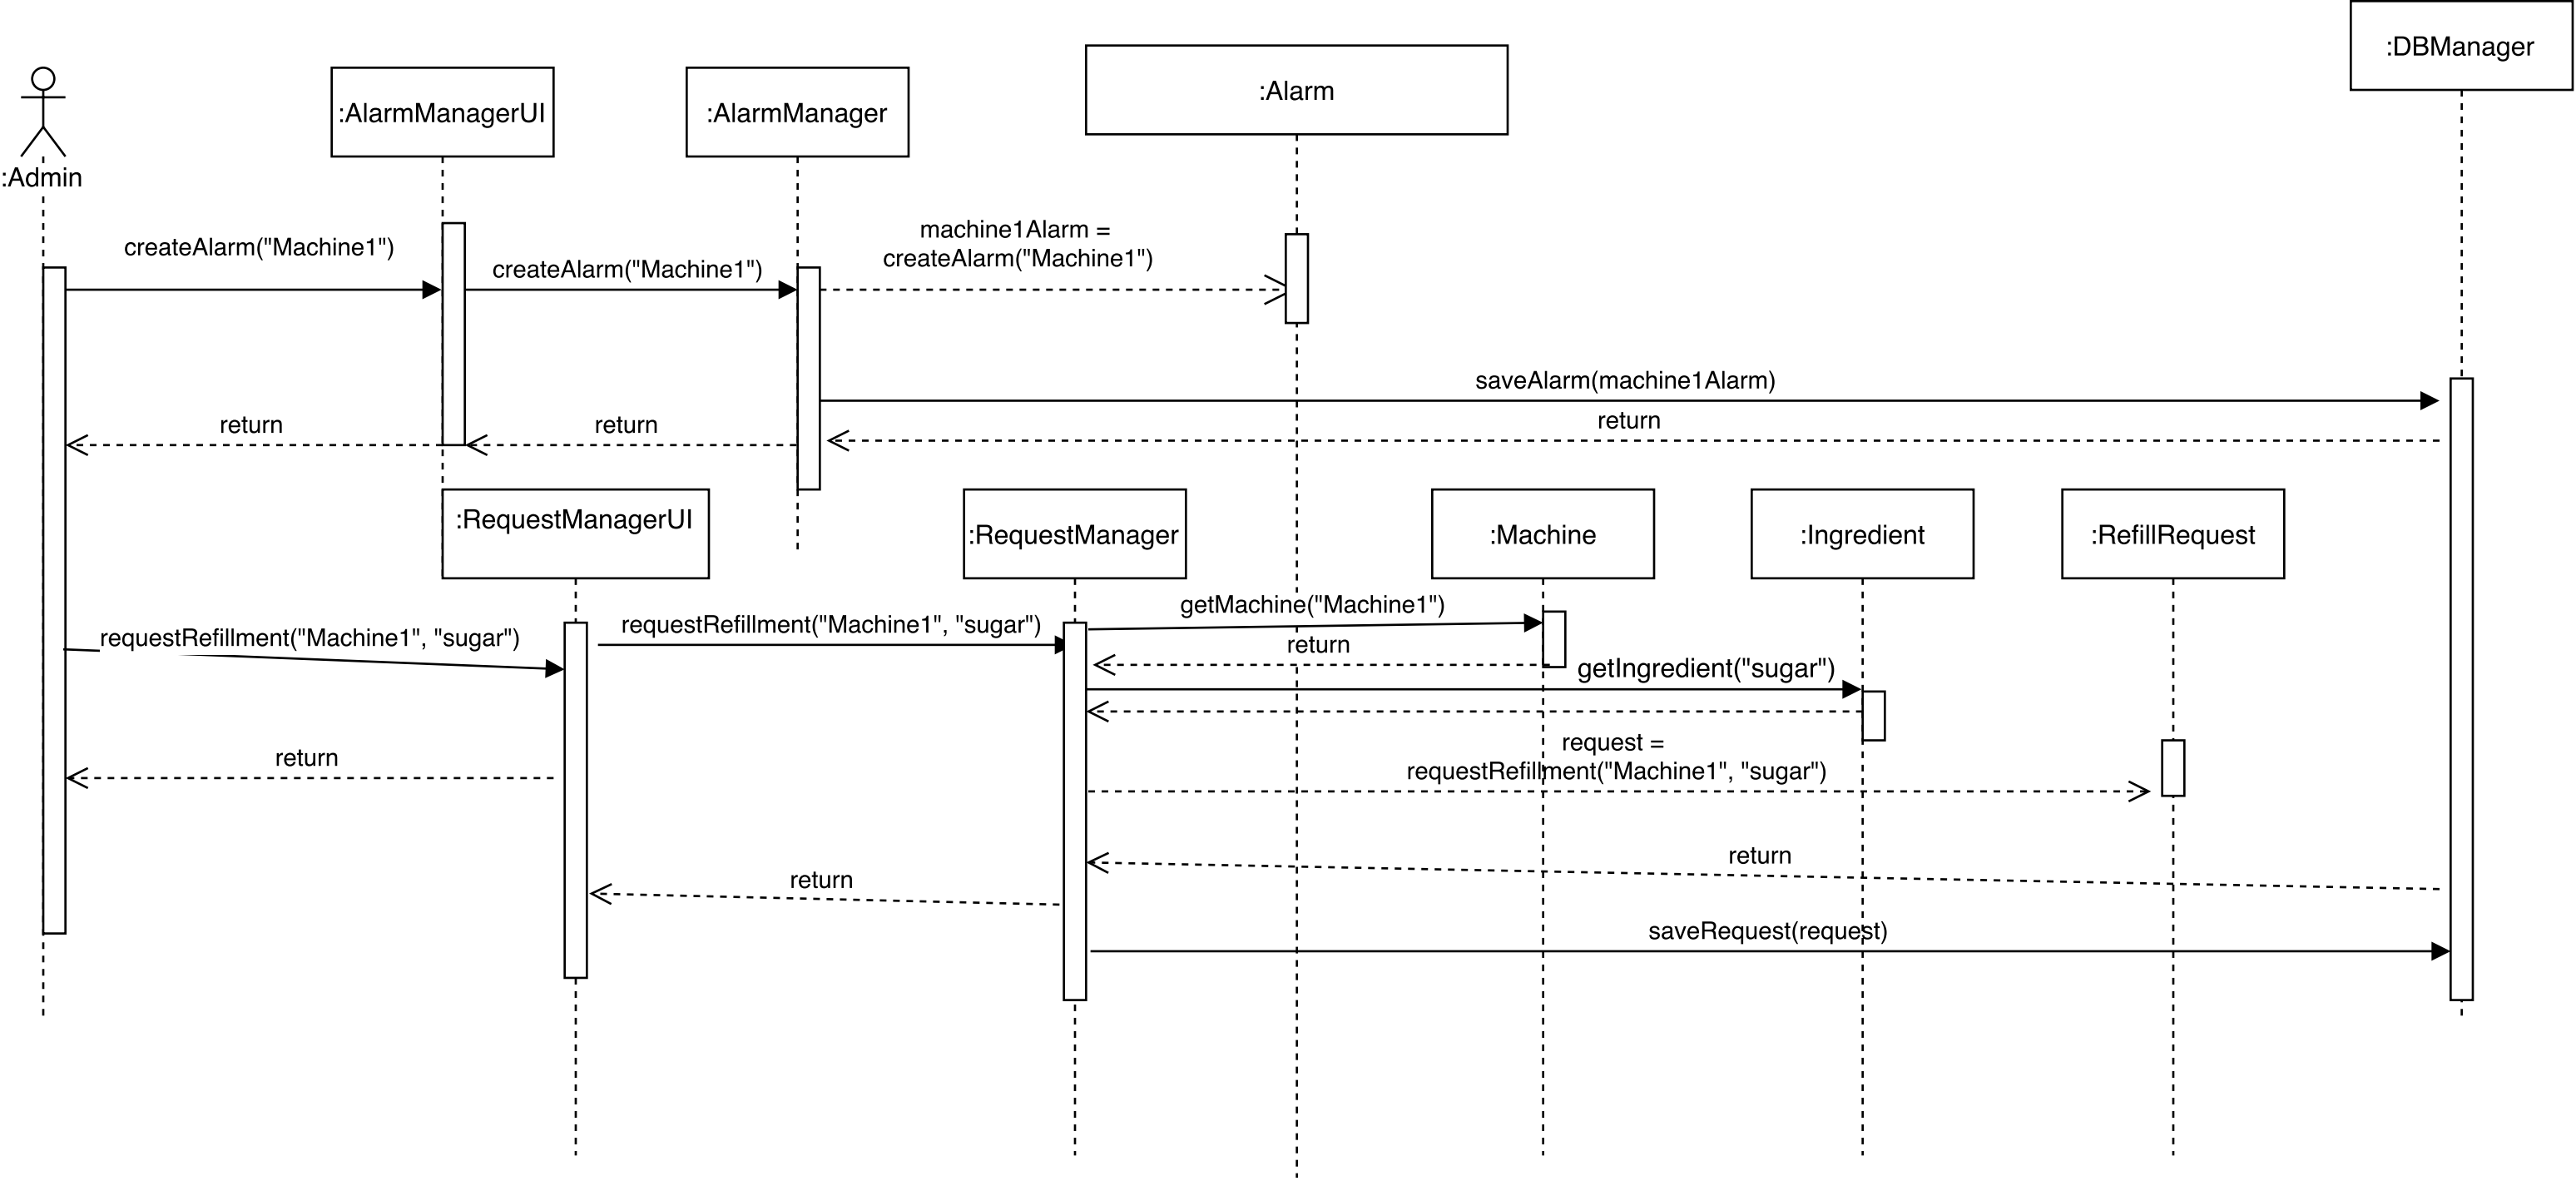 :DBManager
:Alarm
:AlarmManagerUI
:AlarmManager
:Admin
machine1Alarm =
createAlarm("Machine1")
createAlarm("Machine1")
createAlarm("Machine1")
saveAlarm(machine1Alarm)
return
return
return
:RequestManagerUI
:RequestManager
:Machine
:Ingredient
:RefillRequest
getMachine("Machine1")
requestRefillment("Machine1", "sugar")
requestRefillment("Machine1", "sugar")
return
getIngredient("sugar")
request =
requestRefillment("Machine1", "sugar")
return
return
return
saveRequest(request)